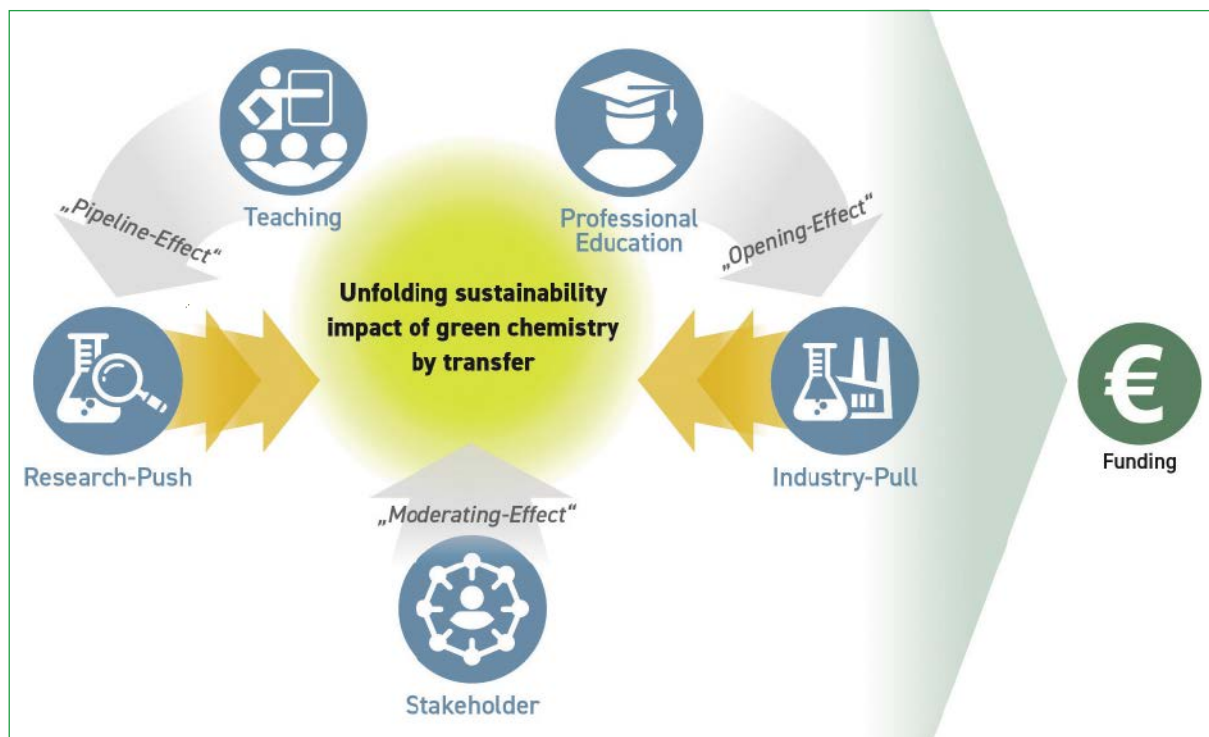 Teaching
Professional
Education
„Pipeline-Effect“
„Opening-Effect“
Unfolding sustainability
impact of green chemistry
by transfer
Research-Push
Industry-Pull
€
Funding
„Moderating-Effect“
Stakeholder